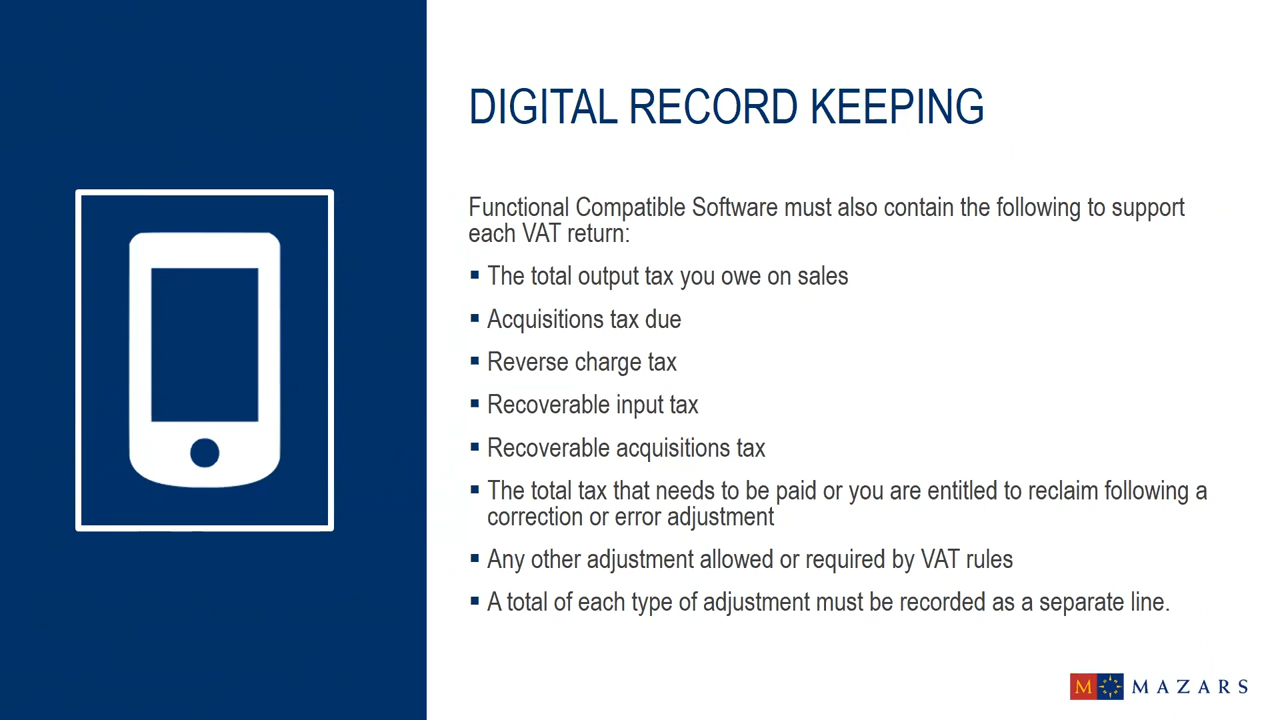 DIGITAL RECORD KEEPING
Functional Compatible Software must also contain the following to support
each VAT return:
▪ The total output tax you owe on sales
▪ Acquisitions tax due
▪ Reverse charge tax
▪ Recoverable input tax
▪ Recoverable acquisitions tax
▪ The total tax that needs to be paid or you are entitled to reclaim following a
correction or error adjustment
▪ Any other adjustment allowed or required by VAT rules
▪ A total of each type of adjustment must be recorded as a separate line.
M MAZARS